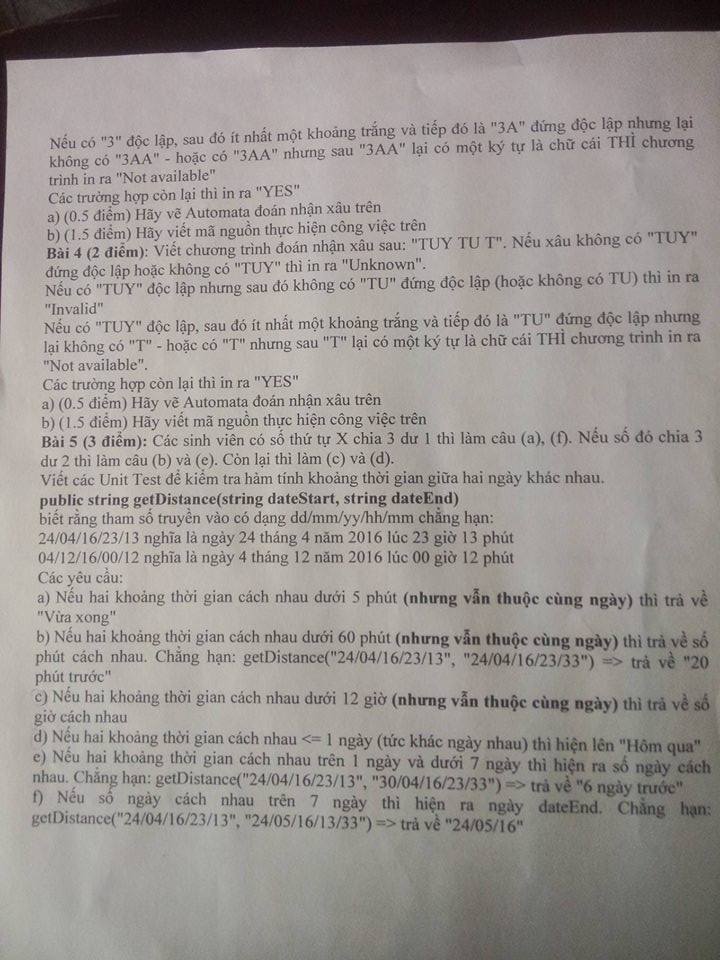 Nếu có "3" độc lập, sau đó ít nhất một khoảng trắng và tiếp đó là "3A" đứng độc lập nhưng lại
không có "3AA" - hoặc có "3AA" nhưng sau "3AA" lại có một ký tự là chữ cái THÌ chương
trình in ra "Not available"
Các trường hợp còn lại thì in ra "YES"
a) (0.5 điểm) Hãy vẽ Automata đoán nhận xâu trên
b) (1.5 điểm) Hãy viết mã nguồn thực hiện công việc trên
Bài 4 (2 điểm): Viết chương trình đoán nhận xâu sau: "TUY TU T". Nếu xâu không có "TUY"
đứng độc lập hoặc không có "TUY" thì in ra "Unknown".
Nếu có "TUY" độc lập nhưng sau đó không có "TU" đứng độc lập (hoặc không có TU) thì in ra
"Invalid"
Nếu có "TUY" độc lập, sau đó ít nhất một khoảng trắng và tiếp đó là "TU" đứng độc lập nhưng
lại không có "T" - hoặc có "T" nhưng sau "T" lại có một ký tự là chữ cái THÌ chương trình in ra
"Not available".
Các trường hợp còn lại thì in ra "YES"
a) (0.5 điểm) Hãy vẽ Automata đoán nhận xâu trên
b) (1.5 điểm) Hãy viết mã nguồn thực hiện công việc trên
Bài 5 (3 điểm): Các sinh viên có số thứ tự X chia 3 dư 1 thì làm câu (a), (f). Nếu số đó chia 3
dư 2 thì làm câu (b) và (e). Còn lại thì làm (c) và (d).
Viết các Unit Test để kiểm tra hàm tính khoảng thời gian giữa hai ngày khác nhau.
public string getDistance(string dateStart, string dateEnd)
biết rằng tham số truyền vào có dạng dd/mm/yy/hh/mm chẳng hạn:
24/04/16/23/13 nghĩa là ngày 24 tháng 4 năm 2016 lúc 23 giờ 13 phút
04/12/16/00/12 nghĩa là ngày 4 tháng 12 năm 2016 lúc 00 giờ 12 phút
Các yêu cầu:
a) Nếu hai khoảng thời gian cách nhau dưới 5 phút (nhưng vẫn thuộc cùng ngày) thì trả về
"Vừa xong"
b) Nếu hai khoảng thời gian cách nhau dưới 60 phút (nhưng vẫn thuộc cùng ngày) thì trả về số
phút cách nhau. Chẳng hạn: getDistance("24/04/16/23/13", "24/04/16/23/33") => trả về "20
phút trước"
c) Nếu hai khoảng thời gian cách nhau dưới 12 giờ (nhưng vẫn thuộc cùng ngày) thì trả về số
giờ cách nhau
d) Nếu hai khoảng thời gian cách nhau <= 1 ngày (tức khác ngày nhau) thì hiện lên "Hôm qua"
e) Nếu hai khoảng thời gian cách nhau trên 1 ngày và dưới 7 ngày thì hiện ra số ngày cách
nhau. Chẳng hạn: getDistance("24/04/16/23/13", "30/04/16/23/33") => trả về "6 ngày trước"
f) Nếu số ngày cách nhau trên 7 ngày thì hiện ra ngày dateEnd. Chẳng hạn:
getDistance("24/04/16/23/13", "24/05/16/13/33") => trả về "24/05/16"